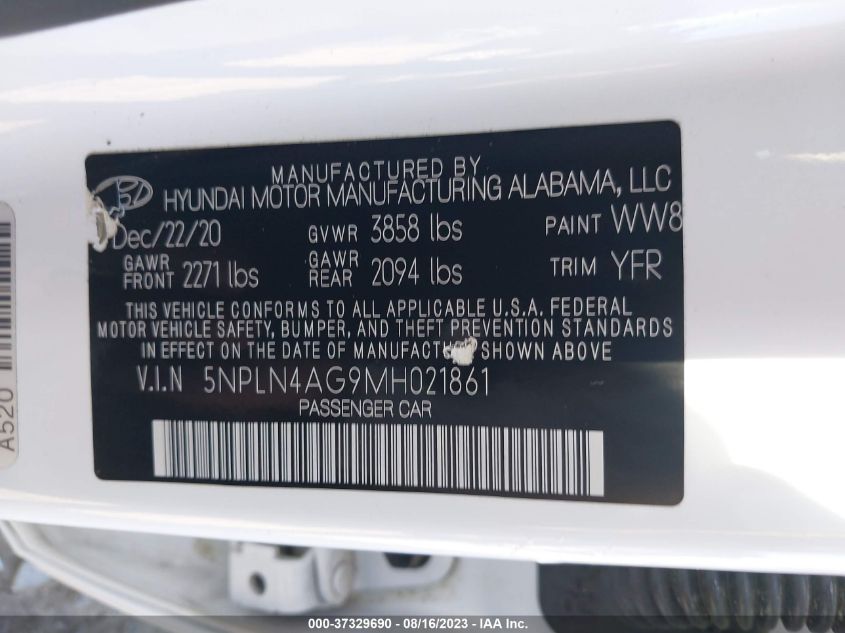 MANUFACTURED BY
HYUNDAI MOTOR MANUFACTURING ALABAMA, LLC
Dec/22/20 GVWR 3858 lbs PAINT WW8
GAWR FRONT 2271 lbs GAWR REAR 2094 lbs TRIM YFR
THIS VEHICLE CONFORMS TO ALL APPLICABLE U.S.A. FEDERAL
MOTOR VEHICLE SAFETY, BUMPER, AND THEFT PREVENTION STANDARDS
IN EFFECT ON THE DATE OF MANUFACTURE SHOWN ABOVE
V.I.N 5NPLN4AG9MH021861
PASSENGER CAR
A520
000-37329690 - 08/16/2023 - IAA Inc.